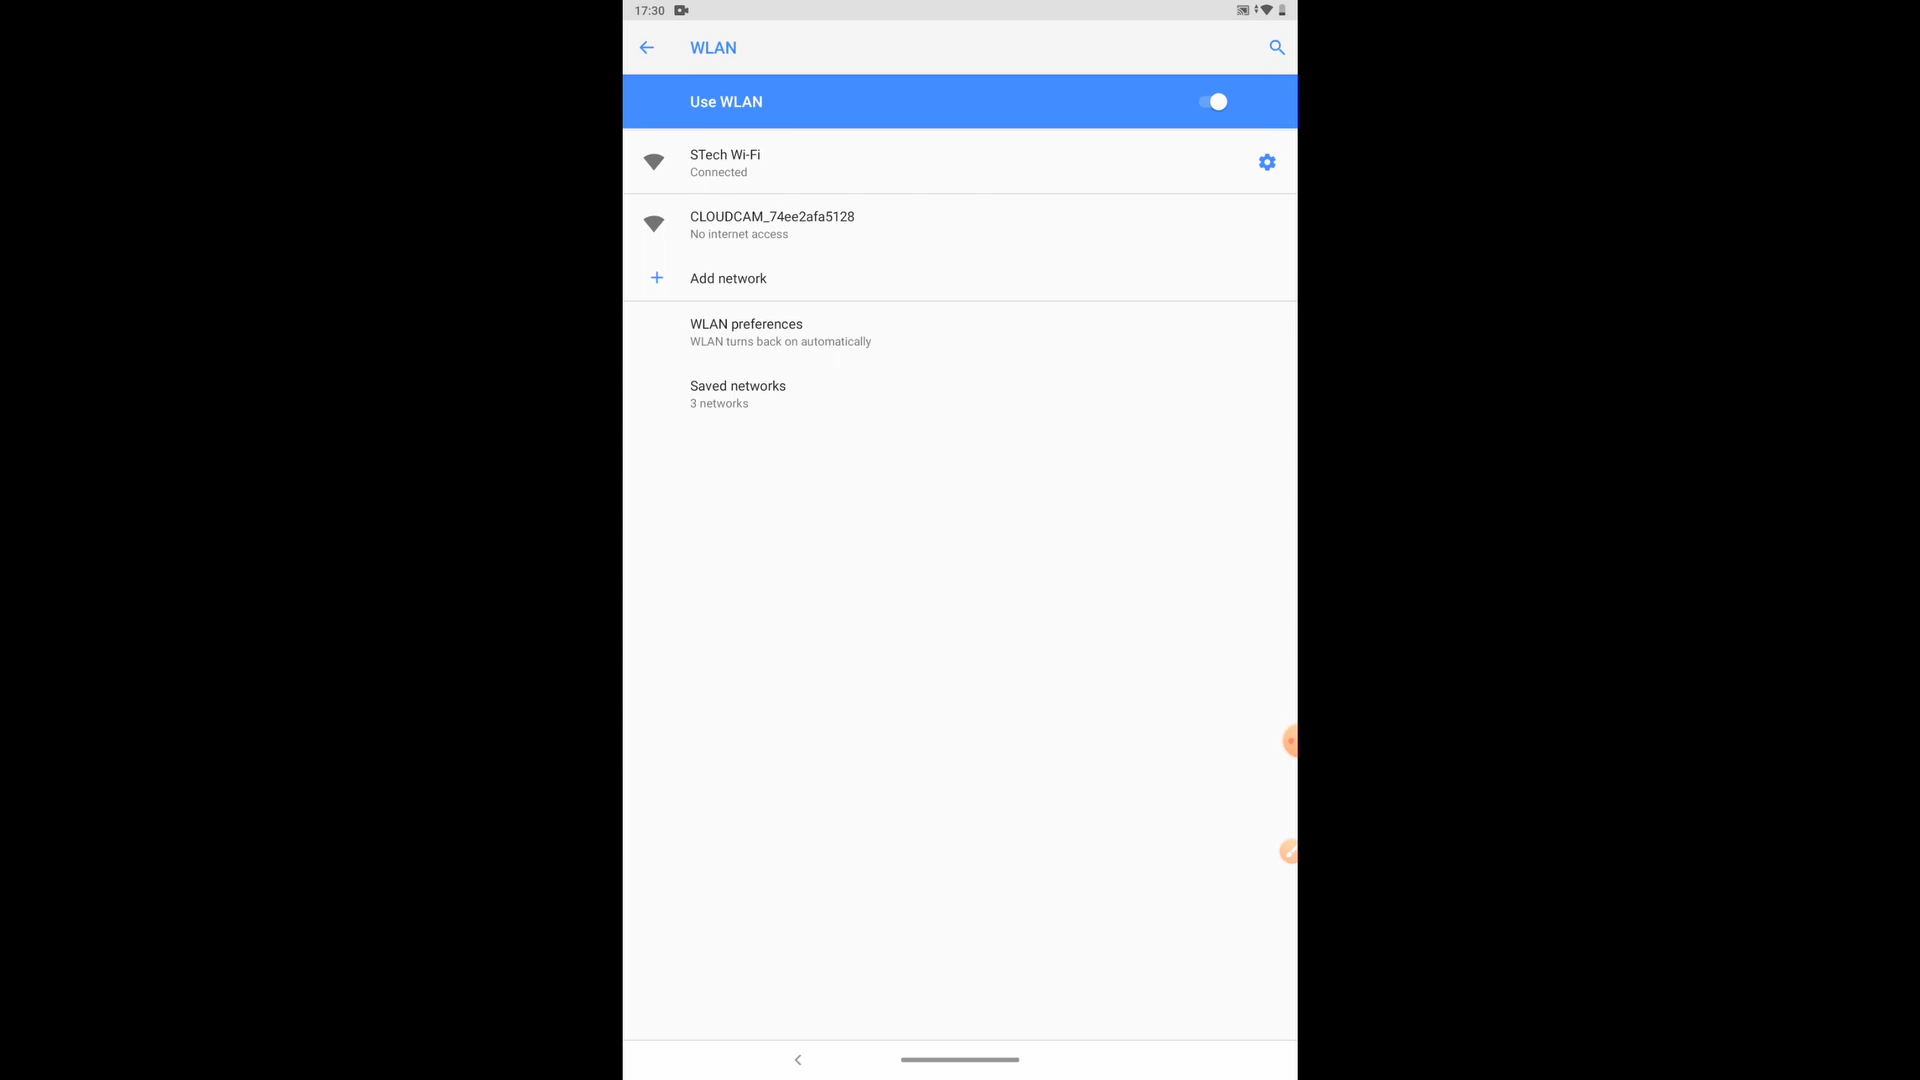 17:30
WLAN
Use WLAN
STech Wi-Fi
Connected
CLOUDCAM_74ee2afa5128
No internet access
Add network
WLAN preferences
WLAN turns back on automatically
Saved networks
3 networks